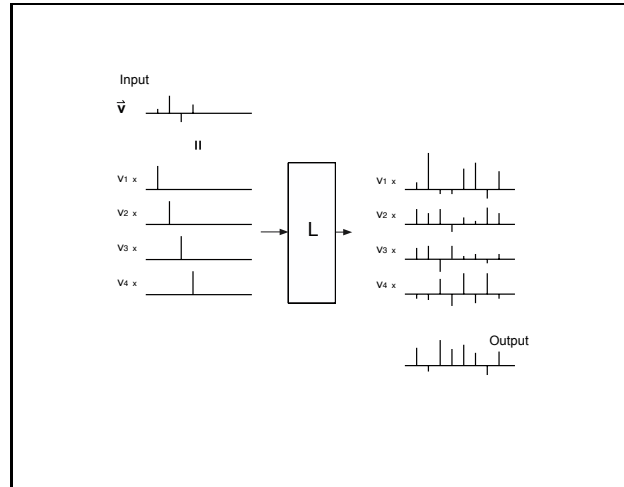 Input
v⃗
=
V1 x
V2 x
V3 x
V4 x
L
V1 x
V2 x
V3 x
V4 x
Output